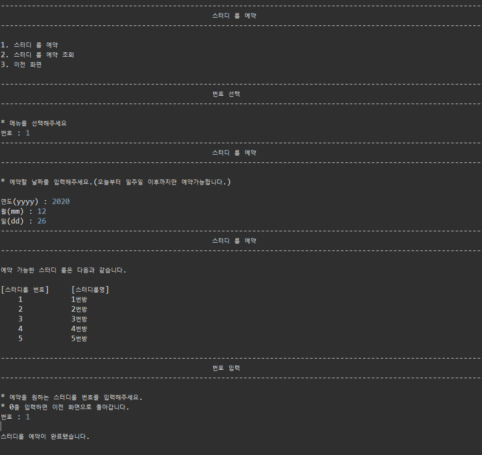 스터디 룸 예약
1. 스터디 룸 예약
2. 스터디 룸 예약 조회
3. 이전 화면
번호 선택
* 메뉴를 선택해주세요
번호 : 1
스터디 룸 예약
* 예약할 날짜를 입력해주세요.(오늘부터 일주일 이후까지만 예약가능합니다.)
연도(yyyy) : 2020
월(mm) : 12
일(dd) : 26
스터디 룸 예약
예약 가능한 스터디 룸은 다음과 같습니다.
[스터디룸 번호] [스터디룸명]
1 1번방
2 2번방
3 3번방
4 4번방
5 5번방
번호 입력
* 예약을 원하는 스터디룸 번호를 입력해주세요.
* 0을 입력하면 이전 화면으로 돌아갑니다.
번호 : 1
스터디룸 예약이 완료됐습니다.